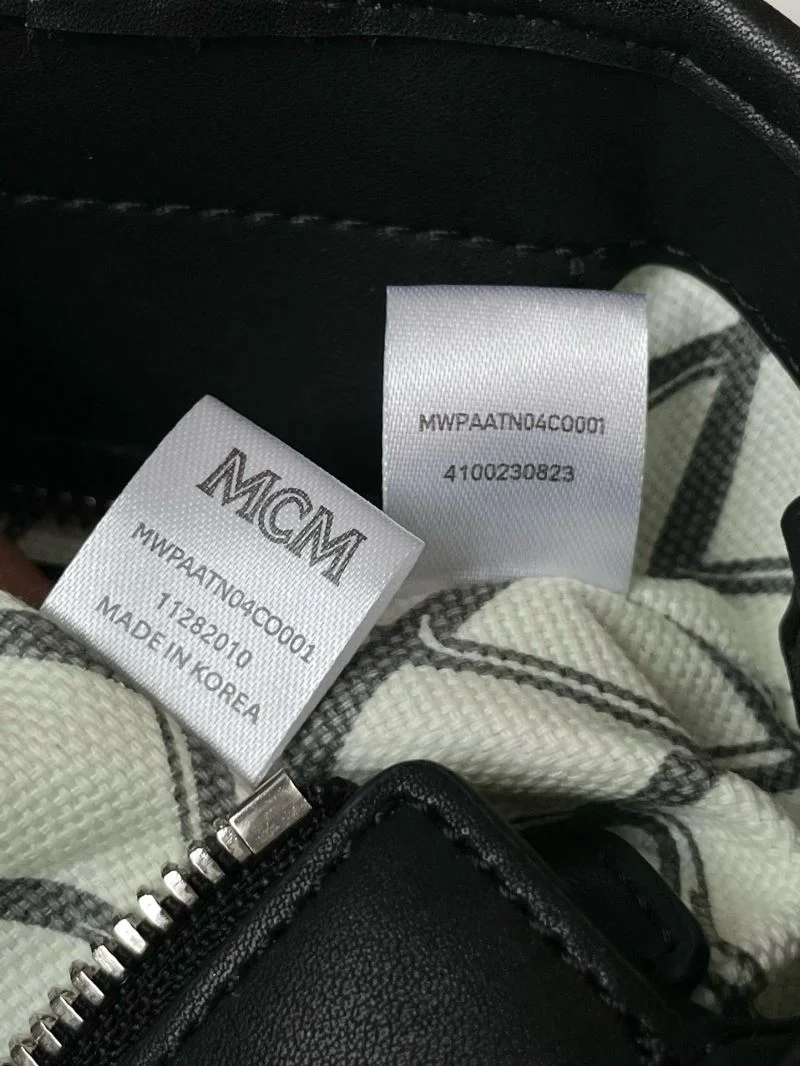 MWPAATN04CO001
4100230823
MCM
MWPAATN04CO001
11282010
MADE IN KOREA